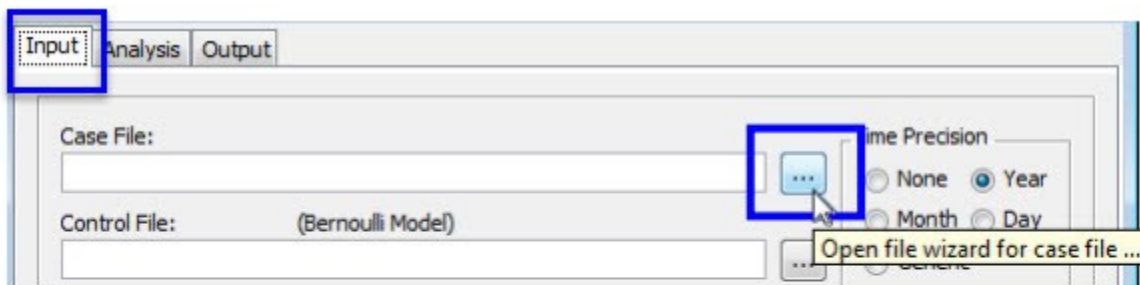 Input Analysis Output
Case File:
... Time Precision
None Year
Control File: (Bernoulli Model) Month Day
Open file wizard for case file ...
... Generic